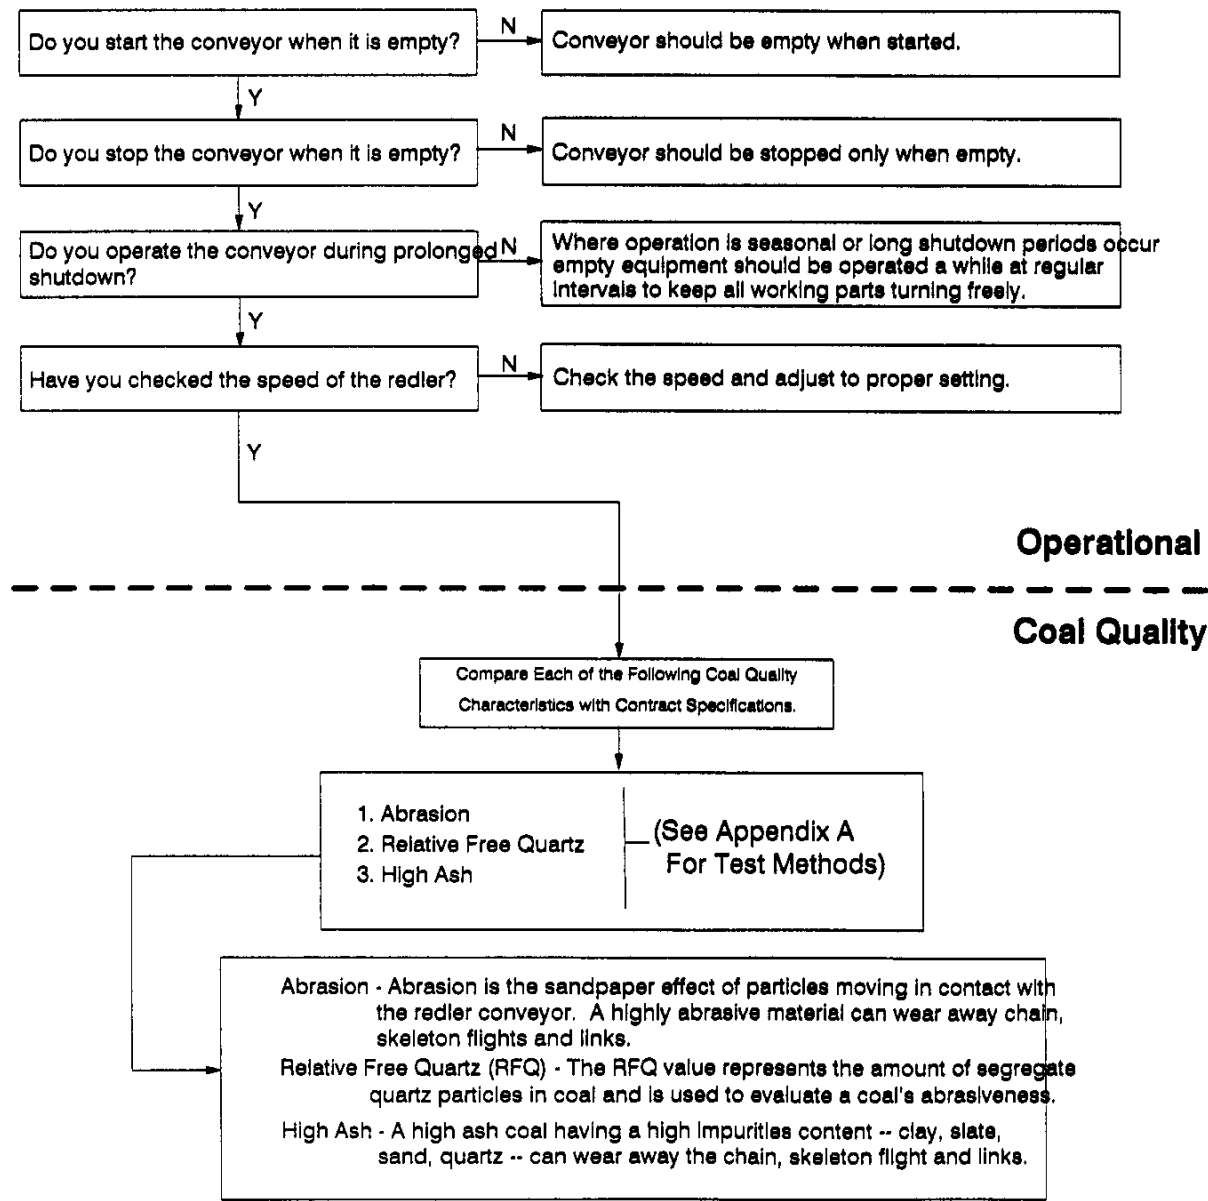 Do you start the conveyor when it is empty?
N
Conveyor should be empty when started.
Y
Do you stop the conveyor when it is empty?
N
Conveyor should be stopped only when empty.
Y
Do you operate the conveyor during prolonged
shutdown?
N
Where operation is seasonal or long shutdown periods occur
empty equipment should be operated a while at regular
intervals to keep all working parts turning freely.
Y
Have you checked the speed of the redler?
N
Check the speed and adjust to proper setting.
Y
Operational
Coal Quality
Compare Each of the Following Coal Quality
Characteristics with Contract Specifications.
1. Abrasion
2. Relative Free Quartz
3. High Ash
(See Appendix A
For Test Methods)
Abrasion - Abrasion is the sandpaper effect of particles moving in contact with
the redler conveyor. A highly abrasive material can wear away chain,
skeleton flights and links.
Relative Free Quartz (RFQ) - The RFQ value represents the amount of segregate
quartz particles in coal and is used to evaluate a coal's abrasiveness.
High Ash - A high ash coal having a high impurities content -- clay, slate,
sand, quartz -- can wear away the chain, skeleton flight and links.